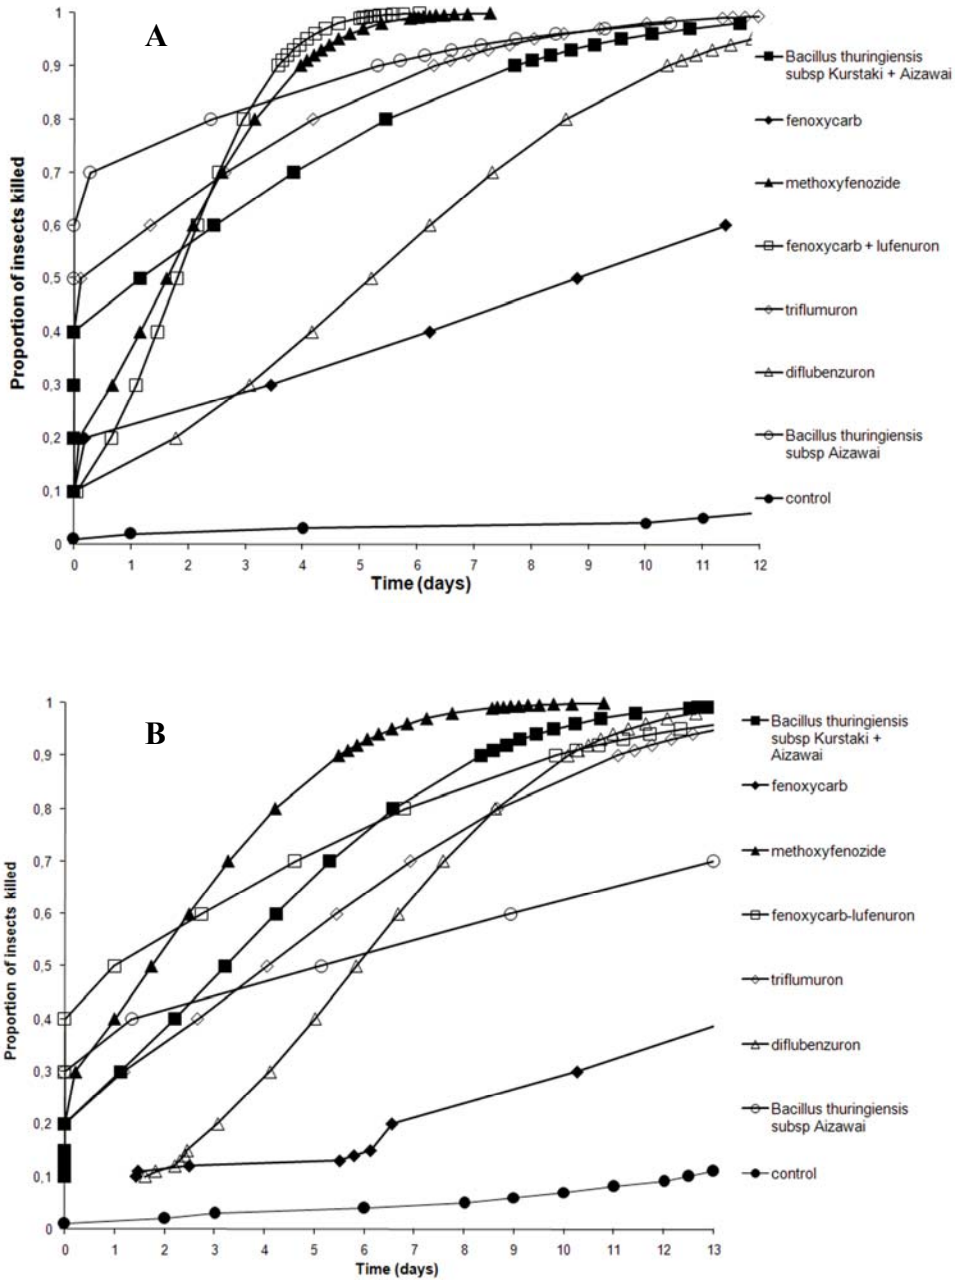 A
1
0,9
0,8
0,7
0,6
0,5
0,4
0,3
0,2
0,1
0
Proportion of insects killed
0 1 2 3 4 5 6 7 8 9 10 11 12
Time (days)
Bacillus thuringiensis
subsp Kurstaki + Aizawai
fenoxycarb
methoxyfenozide
fenoxycarb + lufenuron
triflumuron
diflubenzuron
Bacillus thuringiensis
subsp Aizawai
control
B
1
0,9
0,8
0,7
0,6
0,5
0,4
0,3
0,2
0,1
0
Proportion of insects killed
0 1 2 3 4 5 6 7 8 9 10 11 12 13
Time (days)
Bacillus thuringiensis
subsp Kurstaki +
Aizawai
fenoxycarb
methoxyfenozide
fenoxycarb-lufenuron
triflumuron
diflubenzuron
Bacillus thuringiensis
subsp Aizawai
control